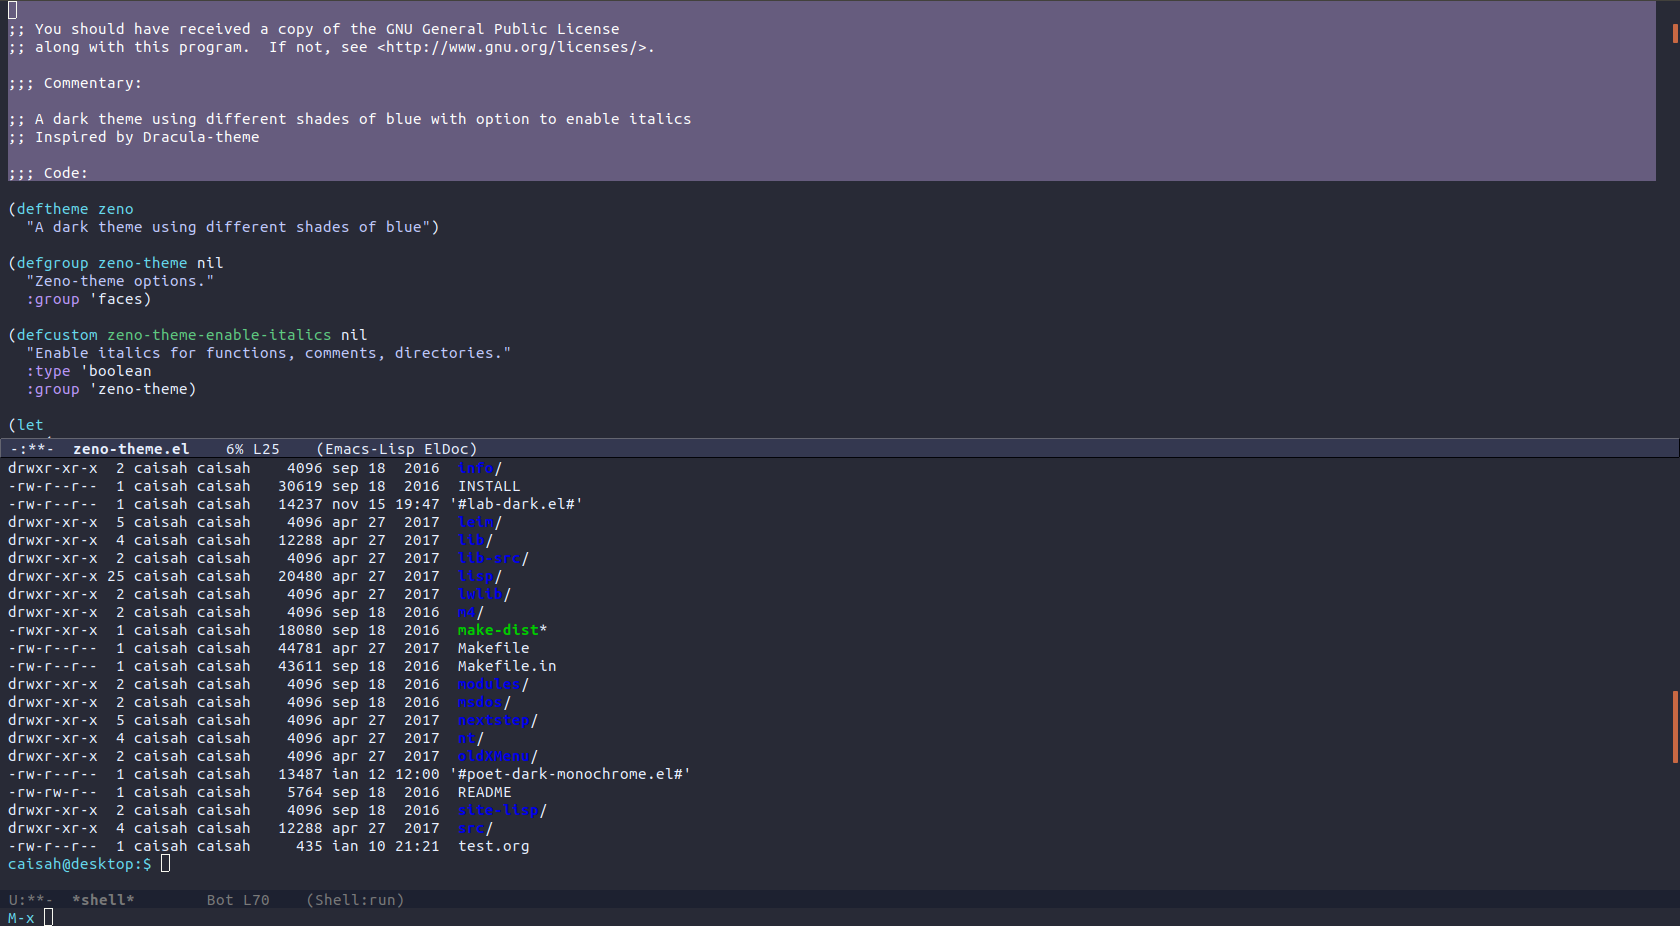 ;; You should have received a copy of the GNU General Public License
;; along with this program.  If not, see <http://www.gnu.org/licenses/>.
;;; Commentary:
;; A dark theme using different shades of blue with option to enable italics
;; Inspired by Dracula-theme
;;; Code:
(deftheme zeno
  "A dark theme using different shades of blue")
(defgroup zeno-theme nil
  "Zeno-theme options."
  :group 'faces)
(defcustom zeno-theme-enable-italics nil
  "Enable italics for functions, comments, directories."
  :type 'boolean
  :group 'zeno-theme)
(let
-:**-  zeno-theme.el    6% L25    (Emacs-Lisp ElDoc)
drwxr-xr-x  2 caisah caisah    4096 sep 18  2016  info/
-rw-r--r--  1 caisah caisah   30619 sep 18  2016  INSTALL
-rw-r--r--  1 caisah caisah   14237 nov 15 19:47 '#lab-dark.el#'
drwxr-xr-x  5 caisah caisah    4096 apr 27  2017  leim/
drwxr-xr-x  4 caisah caisah   12288 apr 27  2017  lib/
drwxr-xr-x  2 caisah caisah    4096 apr 27  2017  lib-src/
drwxr-xr-x 25 caisah caisah   20480 apr 27  2017  lisp/
drwxr-xr-x  2 caisah caisah    4096 apr 27  2017  lwlib/
drwxr-xr-x  2 caisah caisah    4096 sep 18  2016  m4/
-rwxr-xr-x  1 caisah caisah   18080 sep 18  2016  make-dist*
-rw-r--r--  1 caisah caisah   44781 apr 27  2017  Makefile
-rw-r--r--  1 caisah caisah   43611 sep 18  2016  Makefile.in
drwxr-xr-x  2 caisah caisah    4096 sep 18  2016  modules/
drwxr-xr-x  2 caisah caisah    4096 sep 18  2016  msdos/
drwxr-xr-x  5 caisah caisah    4096 apr 27  2017  nextstep/
drwxr-xr-x  4 caisah caisah    4096 apr 27  2017  nt/
drwxr-xr-x  2 caisah caisah    4096 apr 27  2017  oldXMenu/
-rw-r--r--  1 caisah caisah   13487 ian 12 12:00 '#poet-dark-monochrome.el#'
-rw-rw-r--  1 caisah caisah    5764 sep 18  2016  README
drwxr-xr-x  2 caisah caisah    4096 sep 18  2016  site-lisp/
drwxr-xr-x  4 caisah caisah   12288 apr 27  2017  src/
-rw-r--r--  1 caisah caisah     435 ian 10 21:21  test.org
caisah@desktop:$
U:**-  *shell*        Bot L70    (Shell:run)
M-x